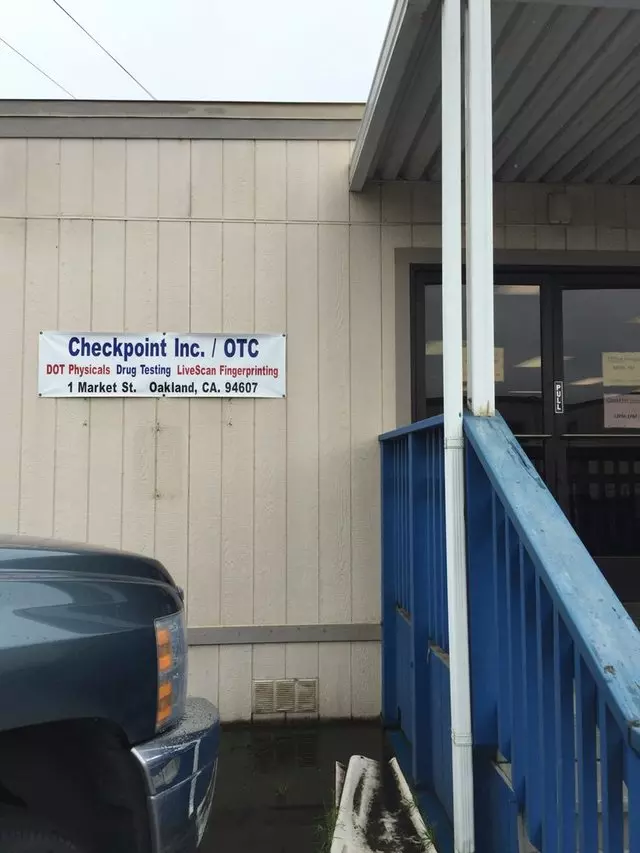 Checkpoint Inc. / OTC
DOT Physicals Drug Testing LiveScan Fingerprinting
1 Market St. Oakland, CA. 94607
PULL